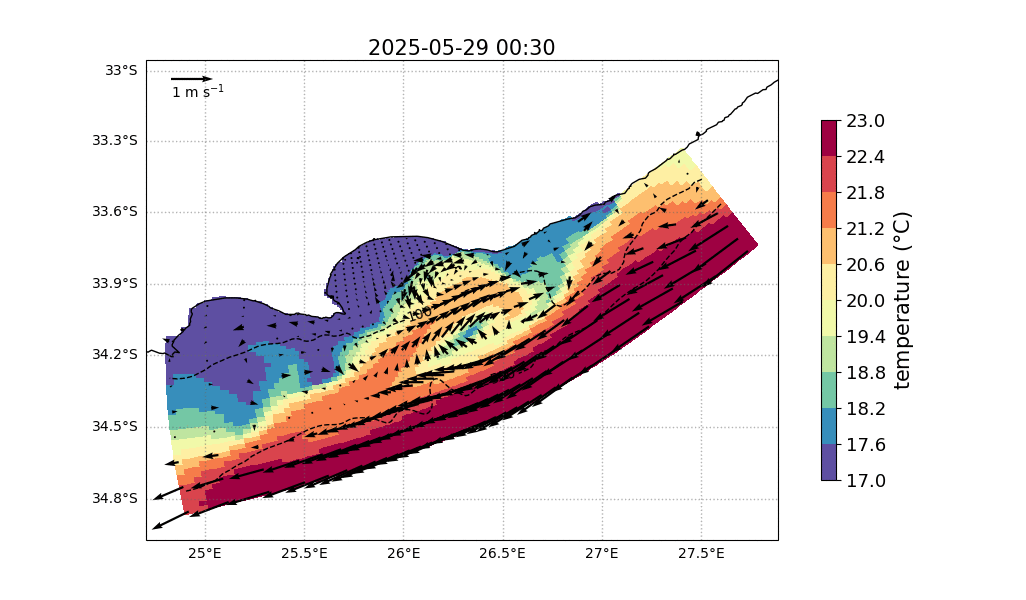 2025-05-29 00:30
1 m s⁻¹
33°S
33.3°S
33.6°S
33.9°S
34.2°S
34.5°S
34.8°S
25°E
25.5°E
26°E
26.5°E
27°E
27.5°E
100
23.0
22.4
21.8
21.2
20.6
20.0
19.4
18.8
18.2
17.6
17.0
temperature (°C)